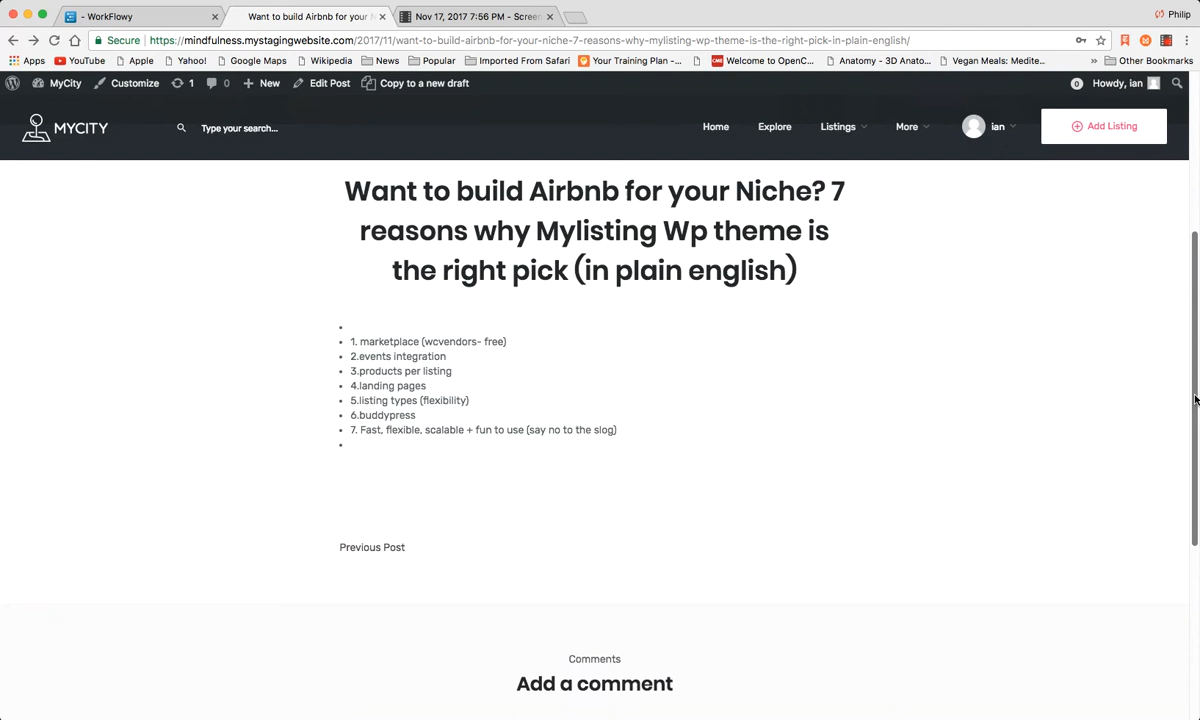 - WorkFlowy
Want to build Airbnb for your N
Nov 17, 2017 7:56 PM - Screen
Philip
Secure
https://mindfulness.mystagingwebsite.com/2017/11/want-to-build-airbnb-for-your-niche-7-reasons-why-mylisting-wp-theme-is-the-right-pick-in-plain-english/
Apps YouTube Apple Yahoo! Google Maps Wikipedia News Popular Imported From Safari Your Training Plan -... Welcome to OpenC... Anatomy - 3D Anato... Vegan Meals: Medite... » Other Bookmarks
MyCity Customize 1 0 + New Edit Post Copy to a new draft 0 Howdy, ian
MYCITY Type your search... Home Explore Listings More ian Add Listing
Want to build Airbnb for your Niche? 7
reasons why Mylisting Wp theme is
the right pick (in plain english)
•
• 1. marketplace (wcvendors- free)
• 2.events integration
• 3.products per listing
• 4.landing pages
• 5.listing types (flexibility)
• 6.buddypress
• 7. Fast, flexible, scalable + fun to use (say no to the slog)
•
Previous Post
Comments
Add a comment